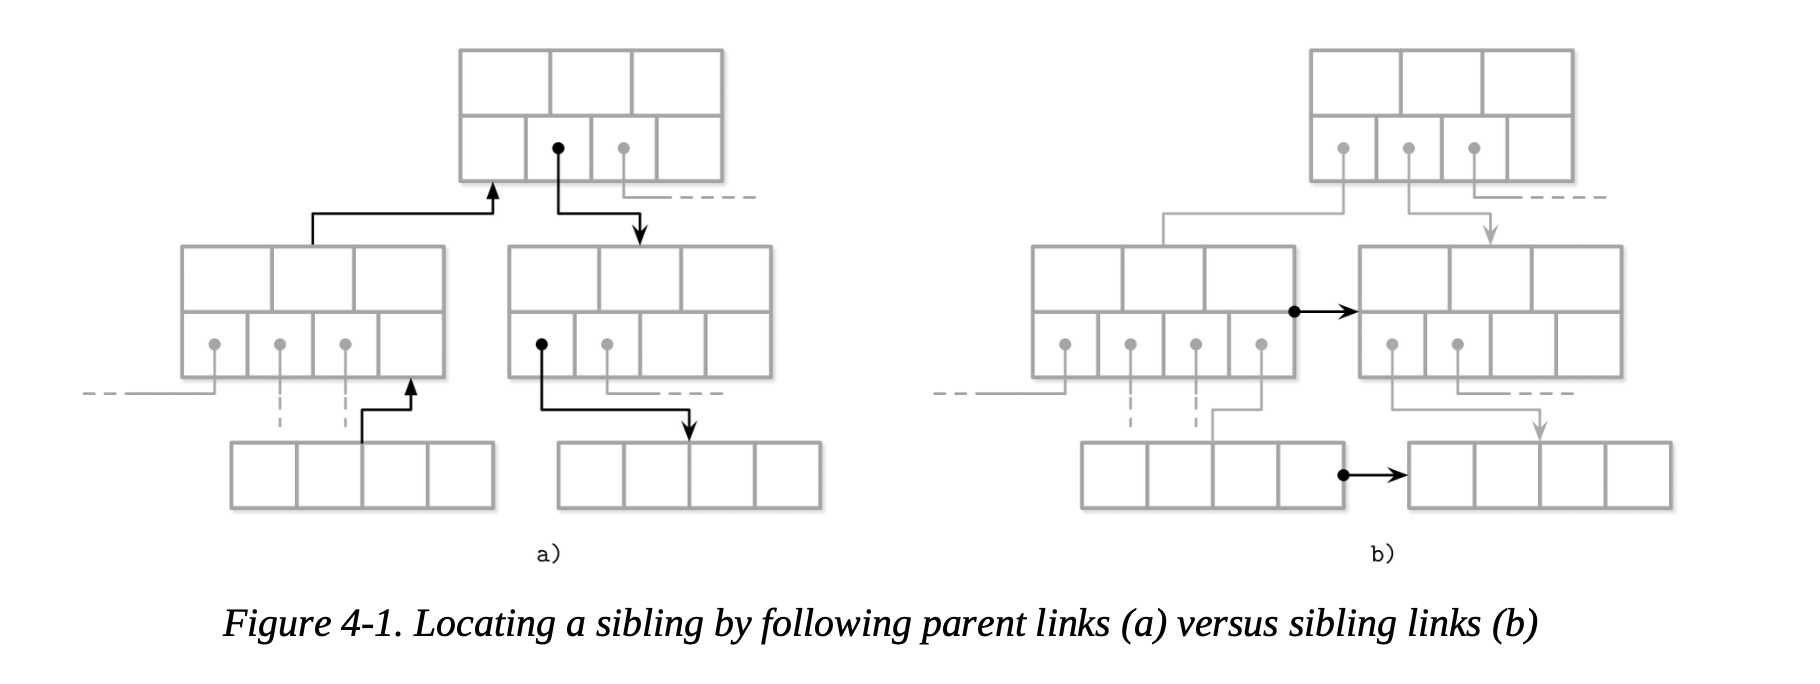 a)
b)
Figure 4-1. Locating a sibling by following parent links (a) versus sibling links (b)